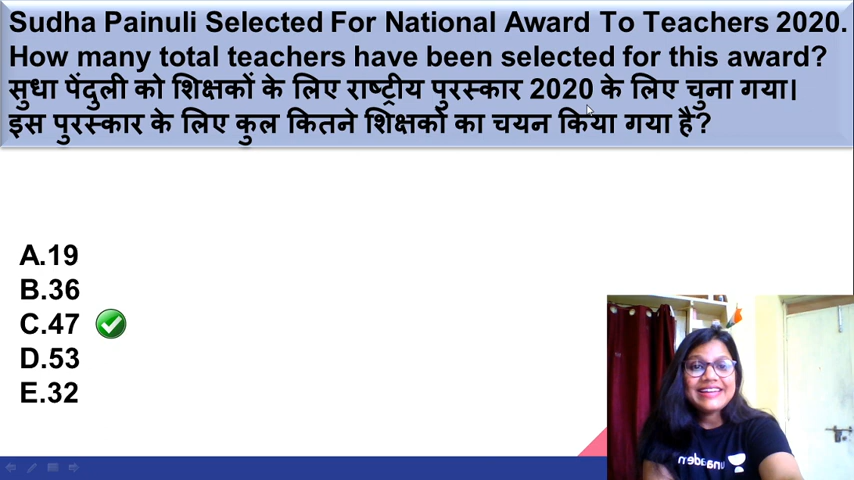 Sudha Painuli Selected For National Award To Teachers 2020.
How many total teachers have been selected for this award?
सुधा पेंदुली को शिक्षकों के लिए राष्ट्रीय पुरस्कार 2020 के लिए चुना गया।
इस पुरस्कार के लिए कुल कितने शिक्षकों का चयन किया गया है?
A.19
B.36
C.47
D.53
E.32